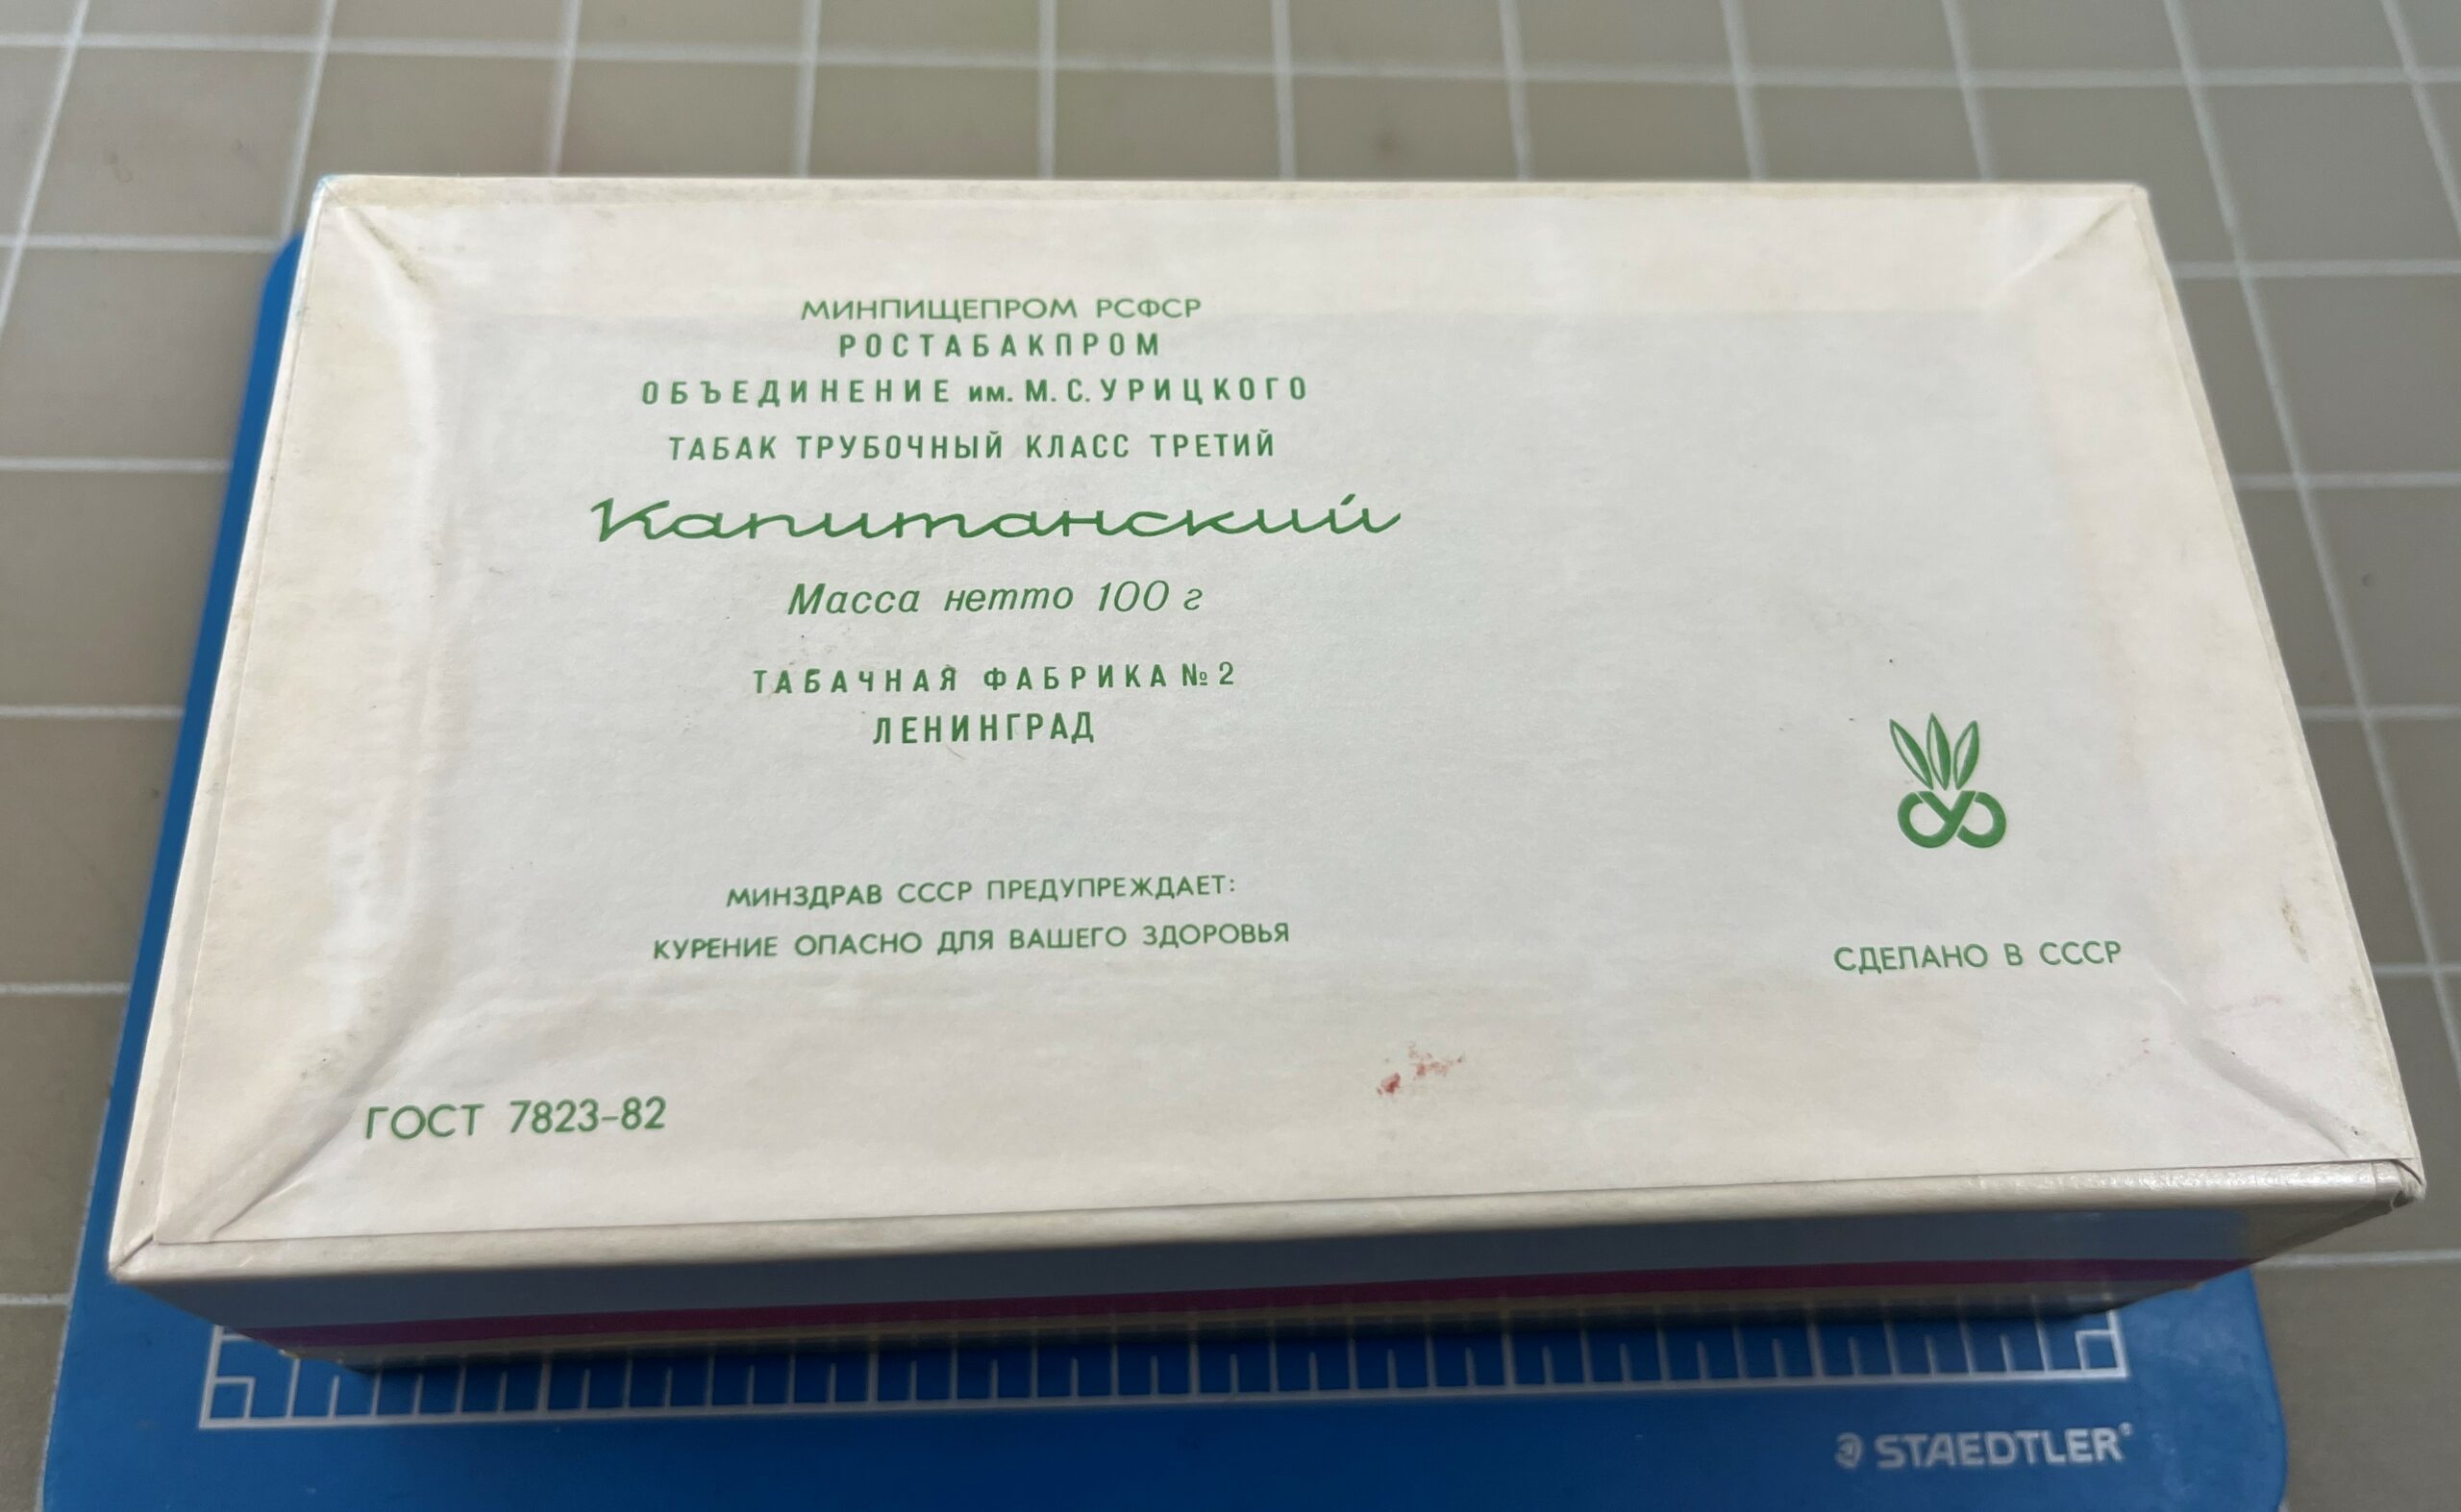 МИНПИЩЕПРОМ РСФСР
РОСТАБАКПРОМ
ОБЪЕДИНЕНИЕ им. М. С. УРИЦКОГО
ТАБАК ТРУБОЧНЫЙ КЛАСС ТРЕТИЙ
Капитанский
Масса нетто 100 г
ТАБАЧНАЯ ФАБРИКА № 2
ЛЕНИНГРАД
МИНЗДРАВ СССР ПРЕДУПРЕЖДАЕТ:
КУРЕНИЕ ОПАСНО ДЛЯ ВАШЕГО ЗДОРОВЬЯ
СДЕЛАНО В СССР
ГОСТ 7823-82
STAEDTLER